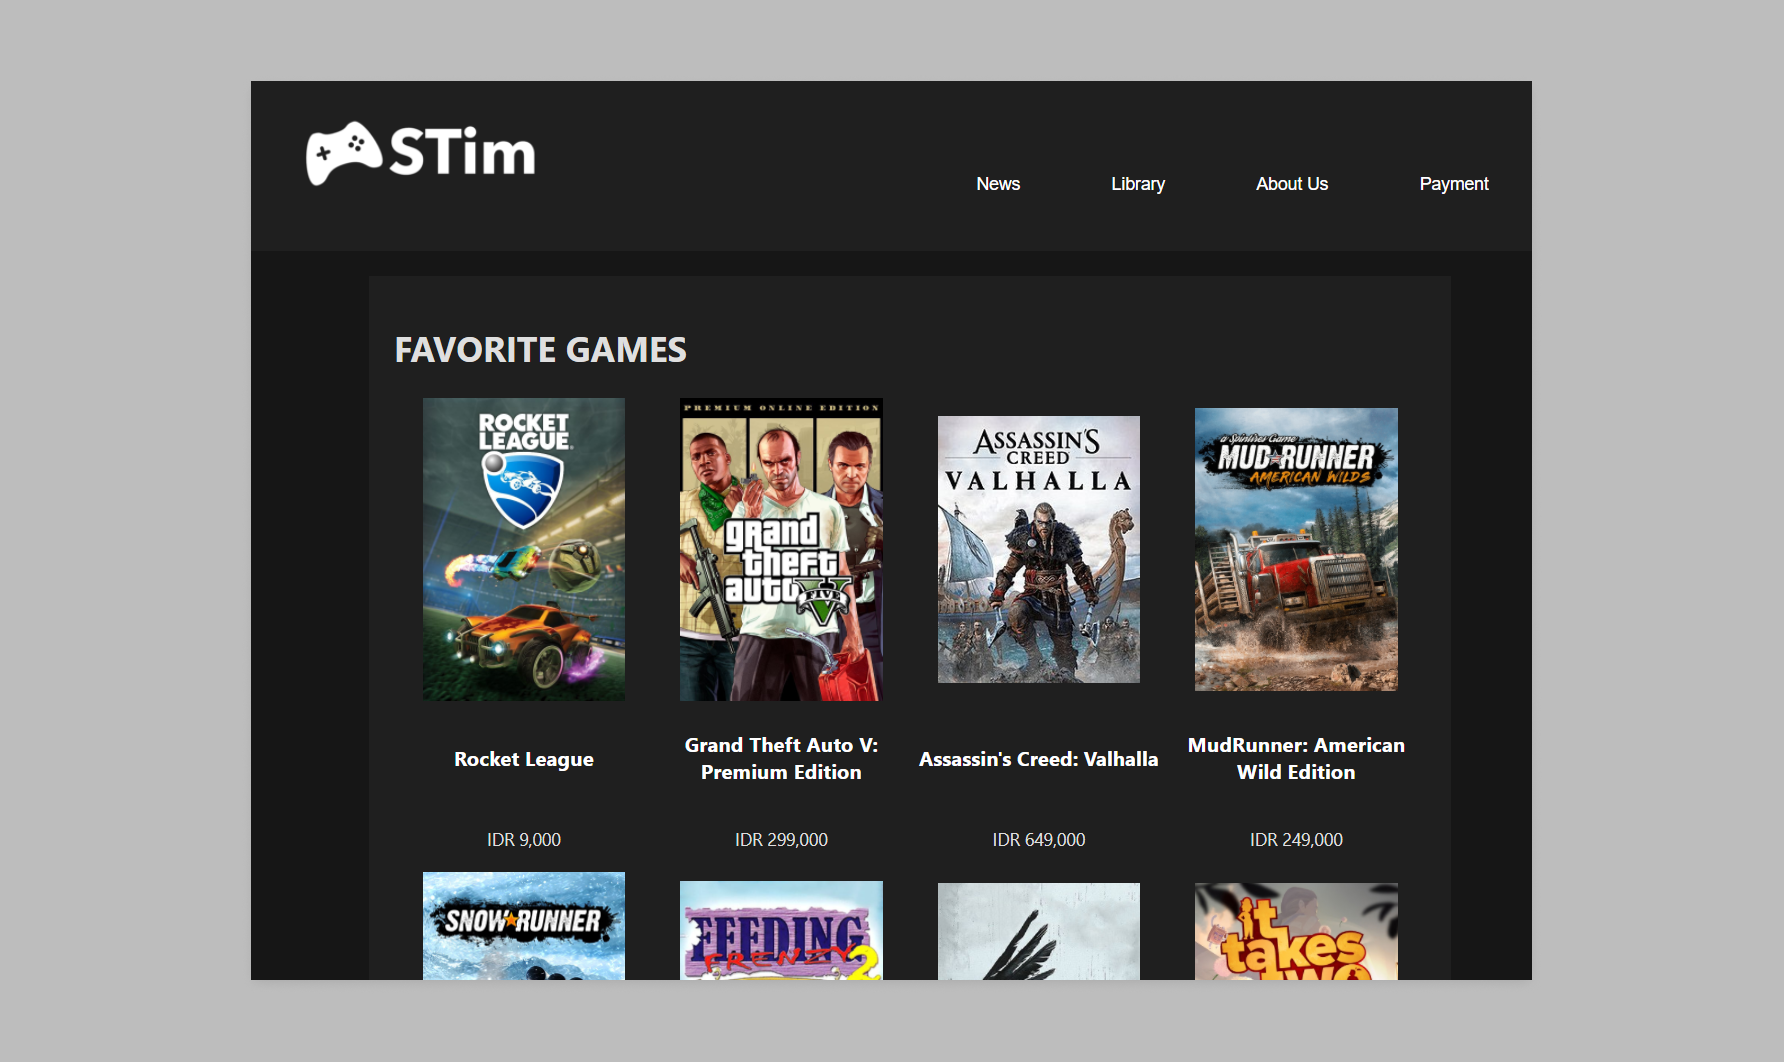 STim
News
Library
About Us
Payment
FAVORITE GAMES
ROCKET
LEAGUE
PREMIUM ONLINE EDITION
grand
theft
auto
FIVE
ASSASSIN'S
CREED
VALHALLA
a Spintires Game
MUDRUNNER
AMERICAN WILDS
Rocket League
Grand Theft Auto V:
Premium Edition
Assassin's Creed: Valhalla
MudRunner: American
Wild Edition
IDR 9,000
IDR 299,000
IDR 649,000
IDR 249,000
SNOWRUNNER
FEEDING
FRENZY 2
it
takes
two